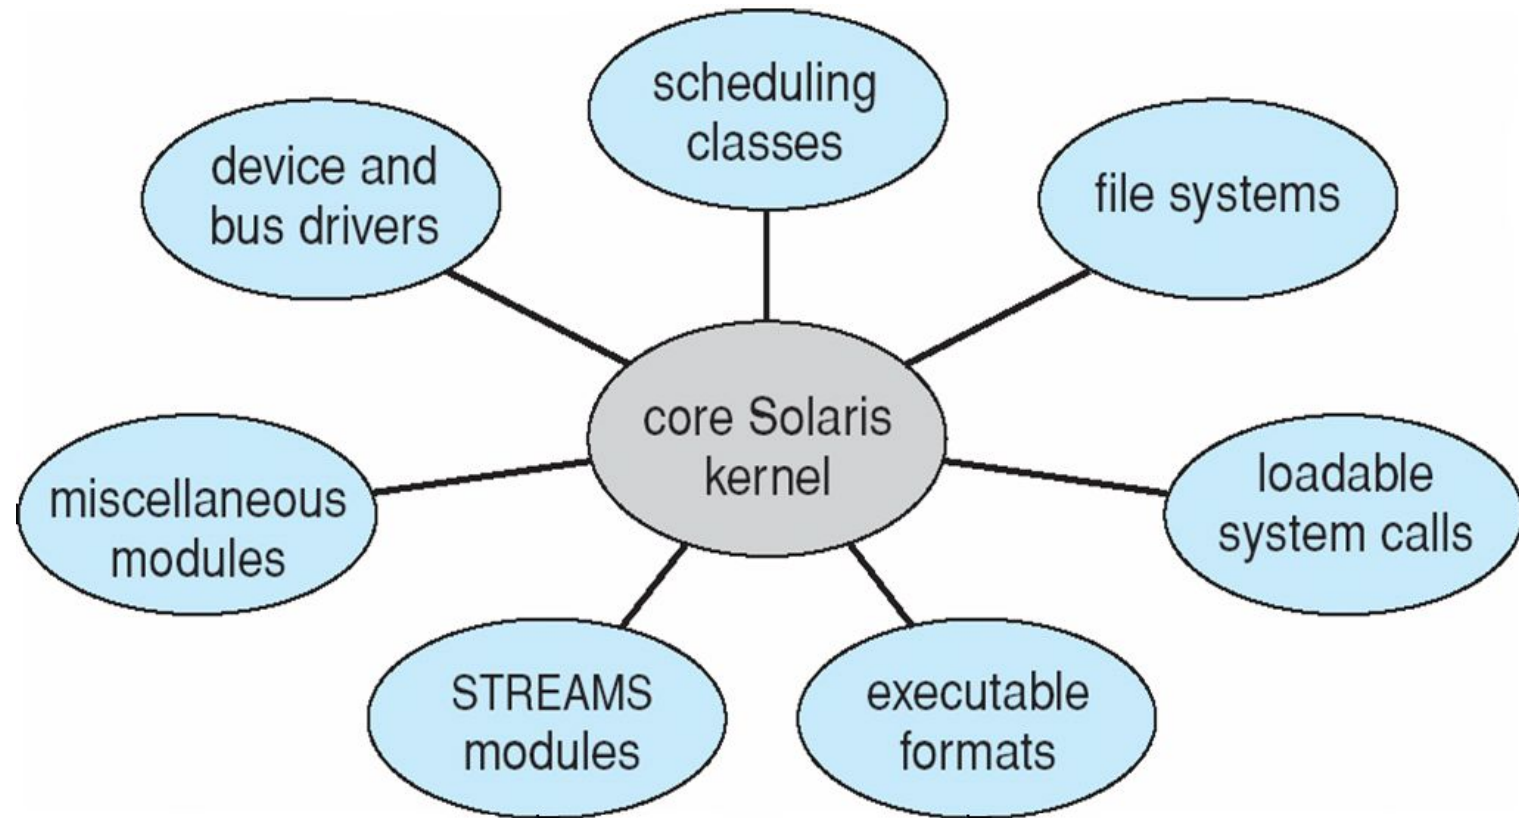 scheduling
classes
device and
bus drivers
file systems
core Solaris
kernel
loadable
system calls
miscellaneous
modules
STREAMS
modules
executable
formats